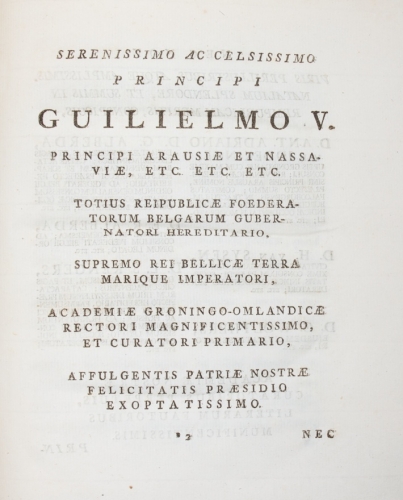 SERENISSIMO AC CELSISSIMO
PRINCIPI
GUILIELMO V.
PRINCIPI ARAUSIÆ ET NASSA-
VIÆ, ETC. ETC. ETC.
TOTIUS REIPUBLICÆ FOEDERA-
TORUM BELGARUM GUBER-
NATORI HEREDITARIO.
SUPREMO REI BELLICÆ TERRA
MARIQUE IMPERATORI,
ACADEMIÆ GRONINGO-OMLANDICÆ
RECTORI MAGNIFICENTISSIMO,
ET CURATORI PRIMARIO,
AFFULGENTIS PATRIÆ NOSTRÆ
FELICITATIS PRÆSIDIO
EXOPTATISSIMO.
*2 NEC